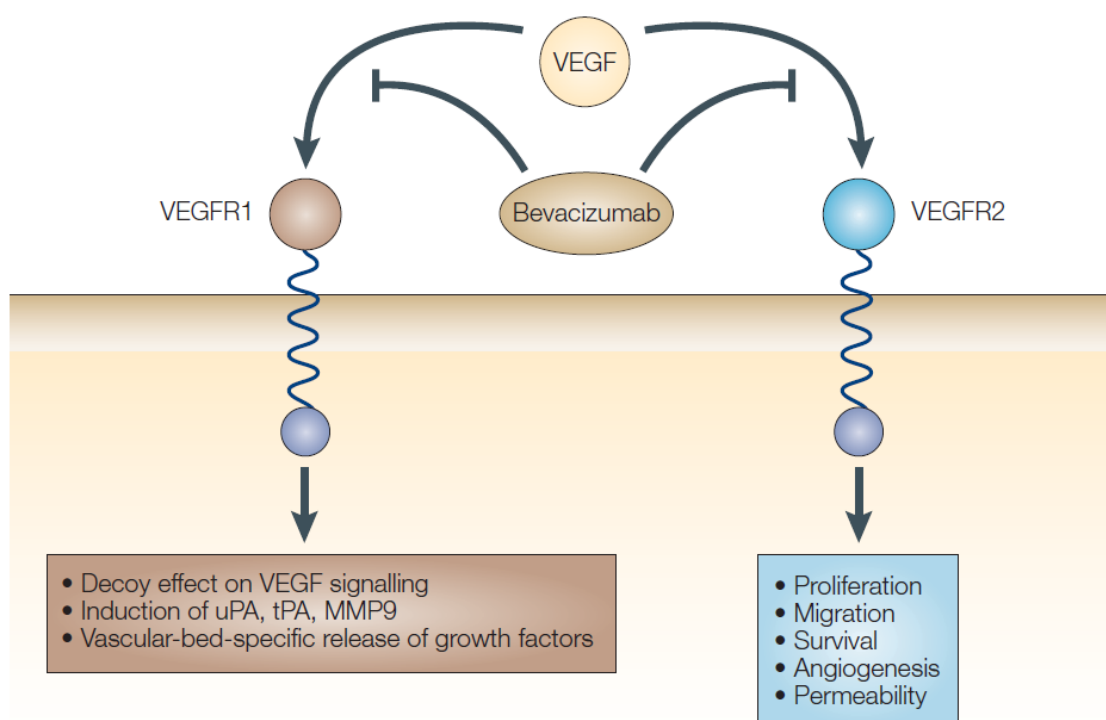 VEGF
VEGFR1
Bevacizumab
VEGFR2
• Decoy effect on VEGF signalling
• Induction of uPA, tPA, MMP9
• Vascular-bed-specific release of growth factors
• Proliferation
• Migration
• Survival
• Angiogenesis
• Permeability